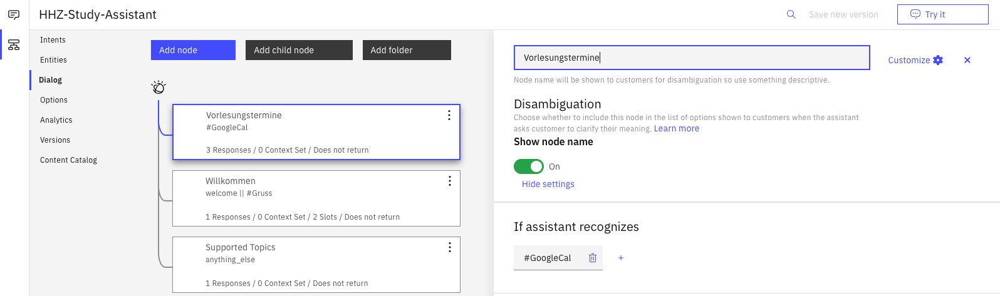 HHZ-Study-Assistant
Save new version
Try it
Intents
Entities
Dialog
Options
Analytics
Versions
Content Catalog
Add node
Add child node
Add folder
Vorlesungstermine
#GoogleCal
3 Responses / 0 Context Set / Does not return
Willkommen
welcome || #Gruss
1 Responses / 0 Context Set / 2 Slots / Does not return
Supported Topics
anything_else
1 Responses / 0 Context Set / Does not return
Vorlesungstermine
Customize
Node name will be shown to customers for disambiguation so use something descriptive.
Disambiguation
Choose whether to include this node in the list of options shown to customers when the assistant
asks customer to clarify their meaning. Learn more
Show node name
On
Hide settings
If assistant recognizes
#GoogleCal